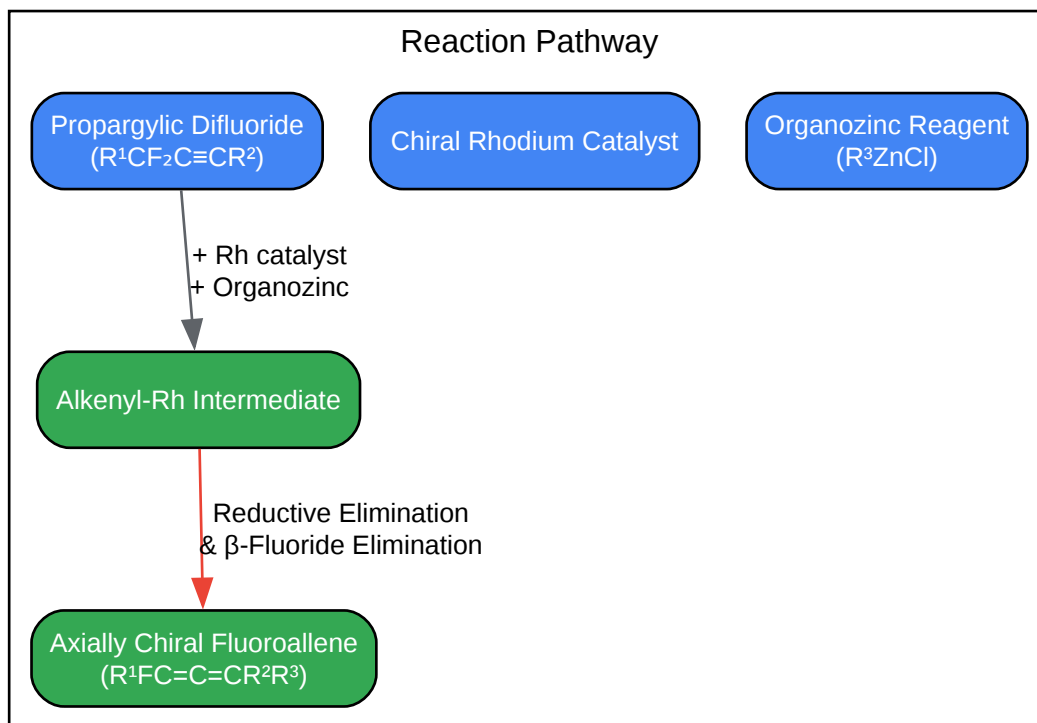 Reaction Pathway
Propargylic Difluoride
(R¹CF₂C≡CR²)
Chiral Rhodium Catalyst
Organozinc Reagent
(R³ZnCl)
+ Rh catalyst
+ Organozinc
Alkenyl-Rh Intermediate
Reductive Elimination
& β-Fluoride Elimination
Axially Chiral Fluoroallene
(R¹FC=C=CR²R³)